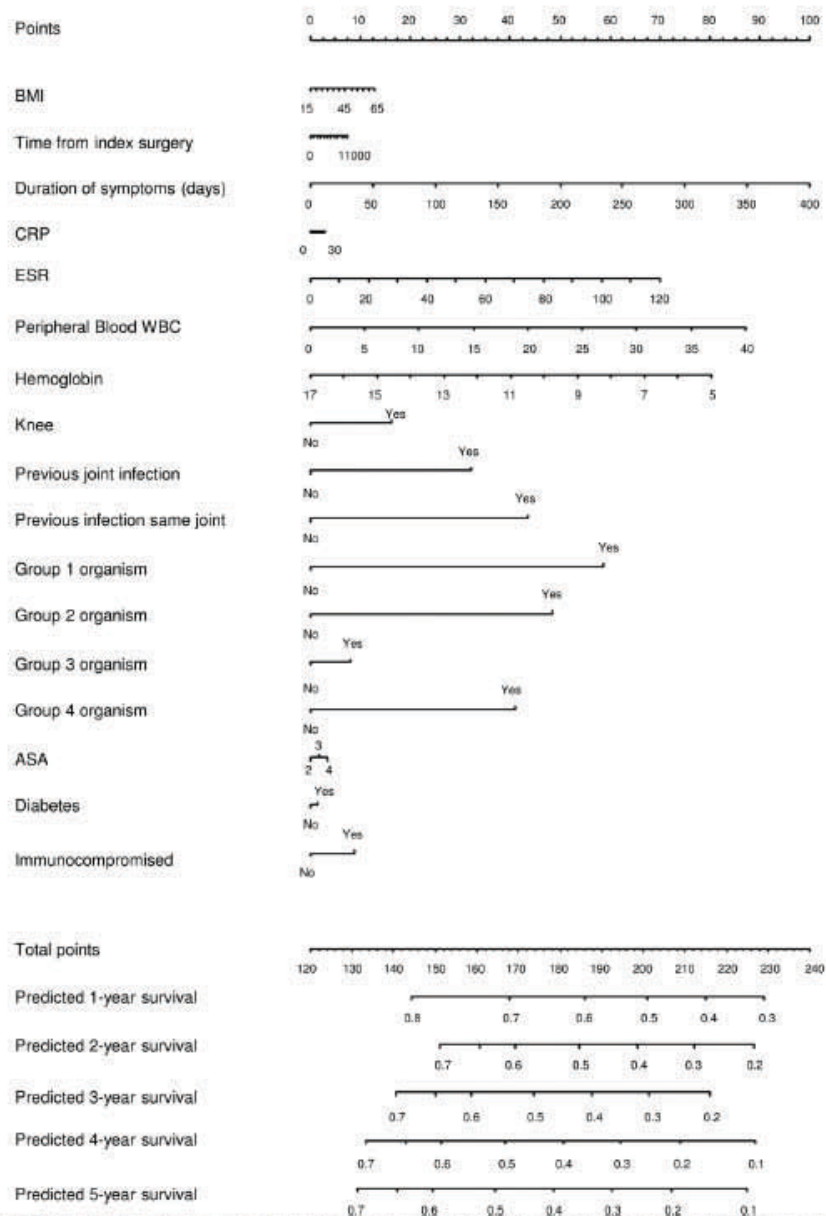 Points 0 10 20 30 40 50 60 70 80 90 100
BMI
15 45 65
Time from index surgery
0 11000
Duration of symptoms (days)
0 50 100 150 200 250 300 350 400
CRP
0 30
ESR
0 20 40 60 80 100 120
Peripheral Blood WBC
0 5 10 15 20 25 30 35 40
Hemoglobin
17 15 13 11 9 7 5
Knee
Yes
No
Previous joint infection
Yes
No
Previous infection same joint
Yes
No
Group 1 organism
Yes
No
Group 2 organism
Yes
No
Group 3 organism
Yes
No
Group 4 organism
Yes
No
ASA
3
2 4
Diabetes
Yes
No
Immunocompromised
Yes
No
Total points
120 130 140 150 160 170 180 190 200 210 220 230 240
Predicted 1-year survival
0.8 0.7 0.6 0.5 0.4 0.3
Predicted 2-year survival
0.7 0.6 0.5 0.4 0.3 0.2
Predicted 3-year survival
0.7 0.6 0.5 0.4 0.3 0.2
Predicted 4-year survival
0.7 0.6 0.5 0.4 0.3 0.2 0.1
Predicted 5-year survival
0.7 0.6 0.5 0.4 0.3 0.2 0.1